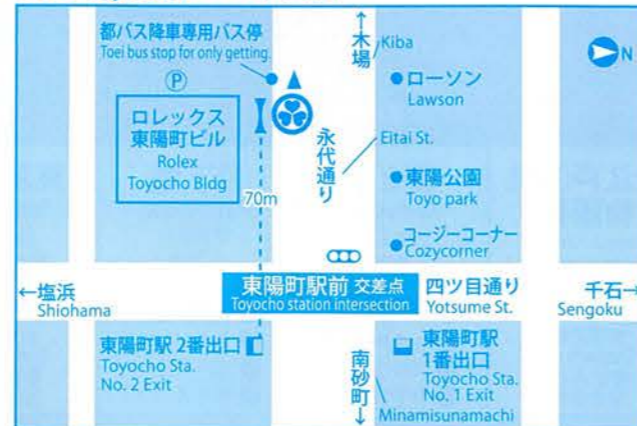 都バス降車専用バス停
Toei bus stop for only getting.
P
ロレックス
東陽町ビル
Rolex
Toyocho Bldg
70m
↑木場
Kiba
永代通り
Eitai St.
N
ローソン
Lawson
東陽公園
Toyo park
コージーコーナー
Cozycorner
←塩浜
Shiohama
東陽町駅前 交差点
Toyocho station intersection
四ツ目通り
Yotsume St.
千石→
Sengoku
東陽町駅 2番出口
Toyocho Sta.
No. 2 Exit
南砂町↓
Minamisunamachi
東陽町駅
1番出口
Toyocho Sta.
No. 1 Exit